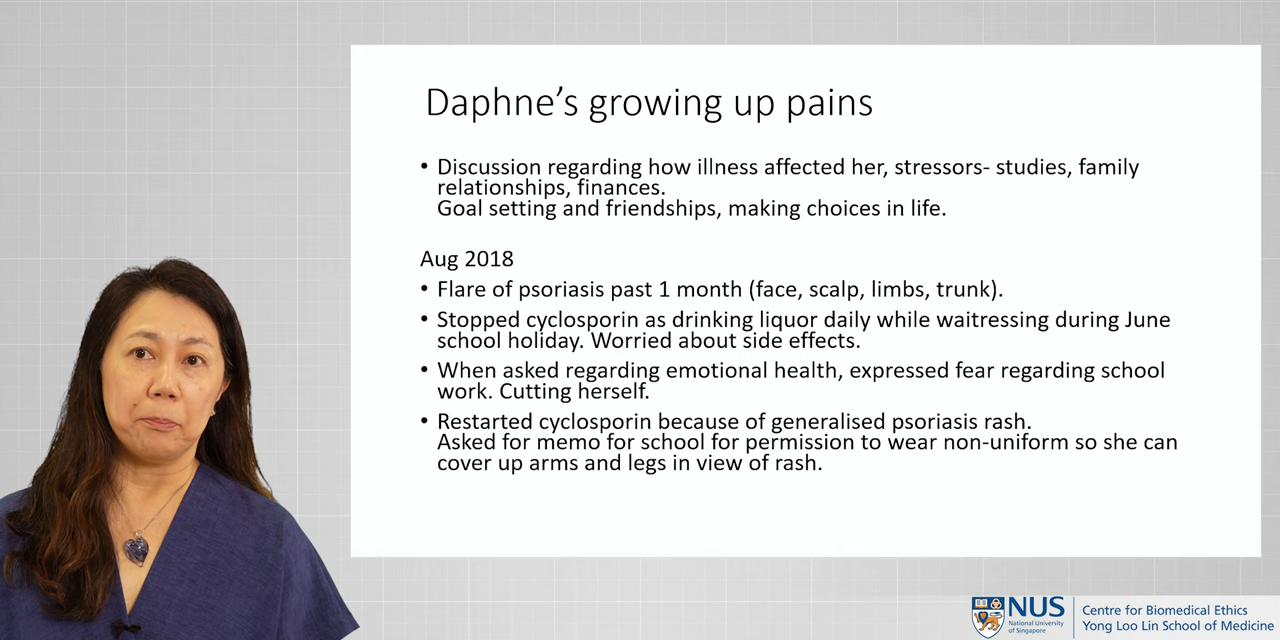 Daphne’s growing up pains
• Discussion regarding how illness affected her, stressors- studies, family
relationships, finances.
Goal setting and friendships, making choices in life.
Aug 2018
• Flare of psoriasis past 1 month (face, scalp, limbs, trunk).
• Stopped cyclosporin as drinking liquor daily while waitressing during June
school holiday. Worried about side effects.
• When asked regarding emotional health, expressed fear regarding school
work. Cutting herself.
• Restarted cyclosporin because of generalised psoriasis rash.
Asked for memo for school for permission to wear non-uniform so she can
cover up arms and legs in view of rash.
NUS
National University
of Singapore
Centre for Biomedical Ethics
Yong Loo Lin School of Medicine